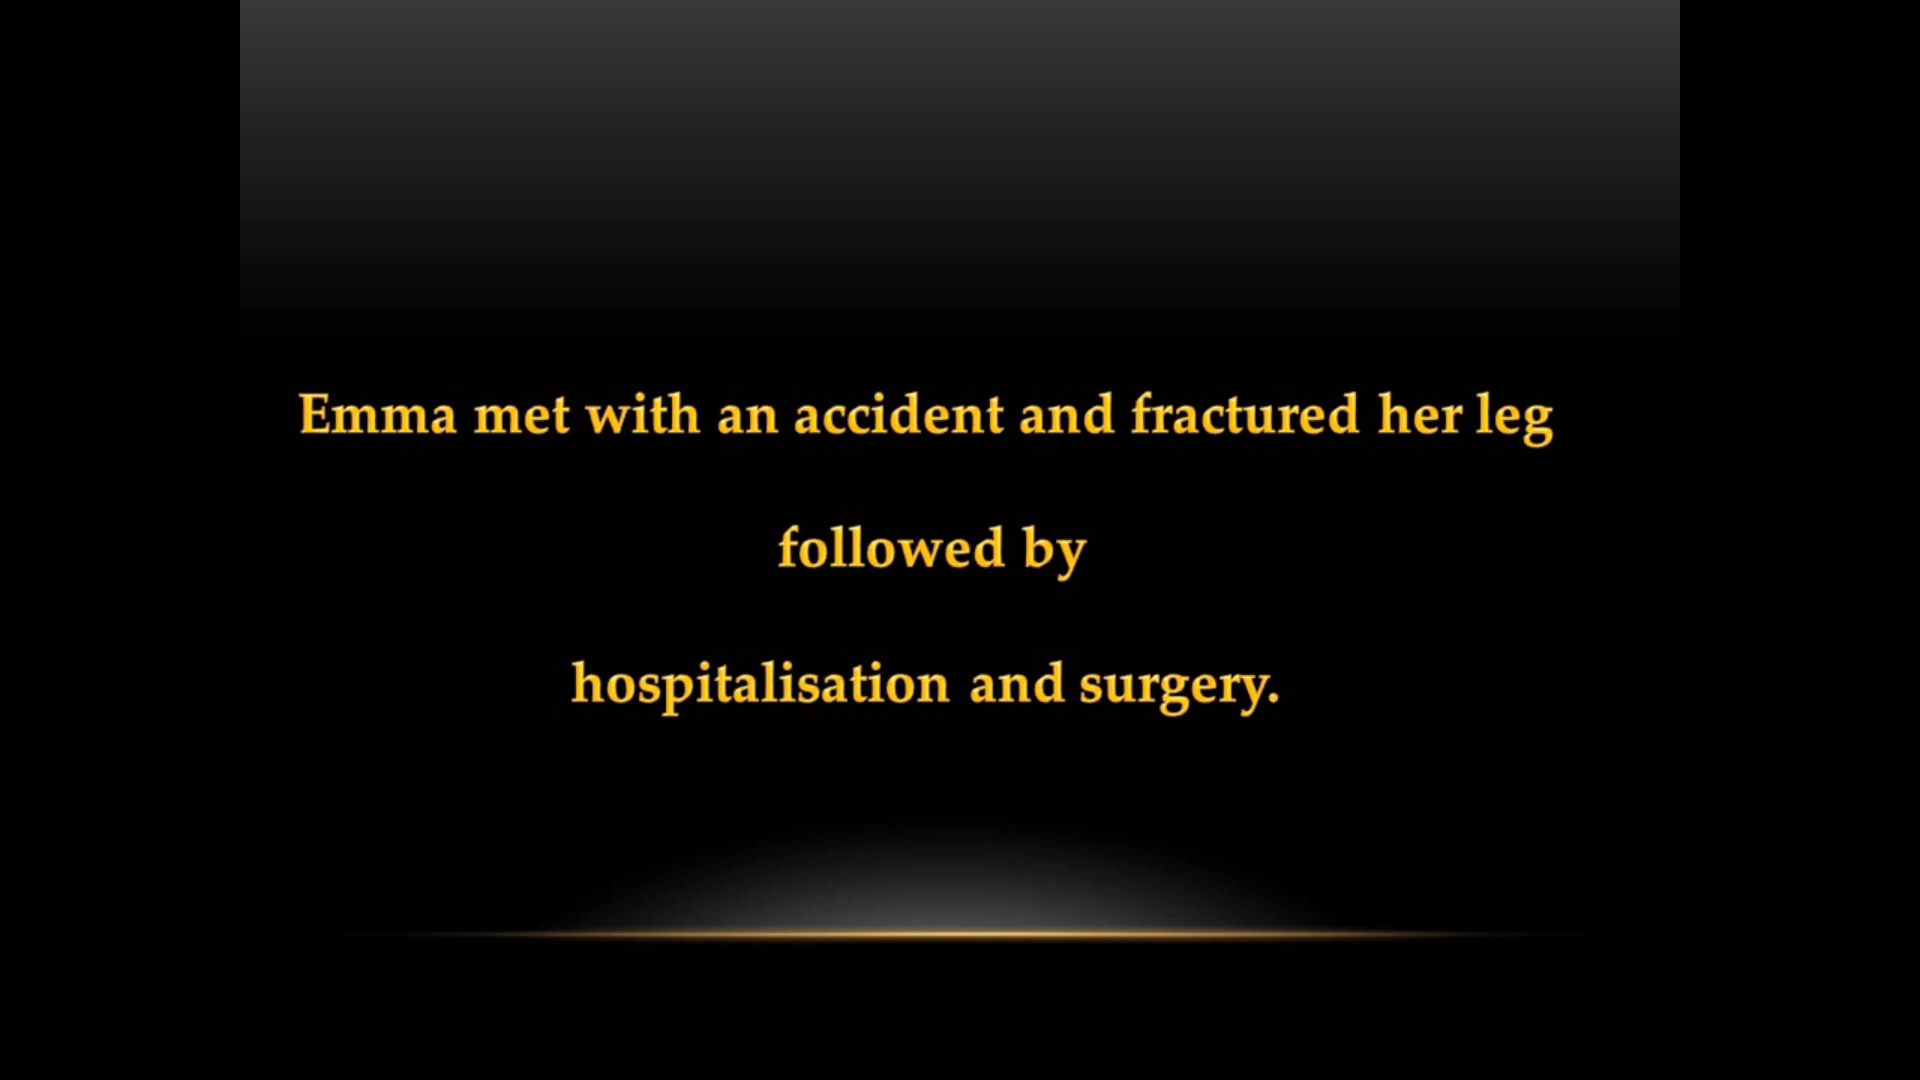 Emma met with an accident and fractured her leg
followed by
hospitalisation and surgery.